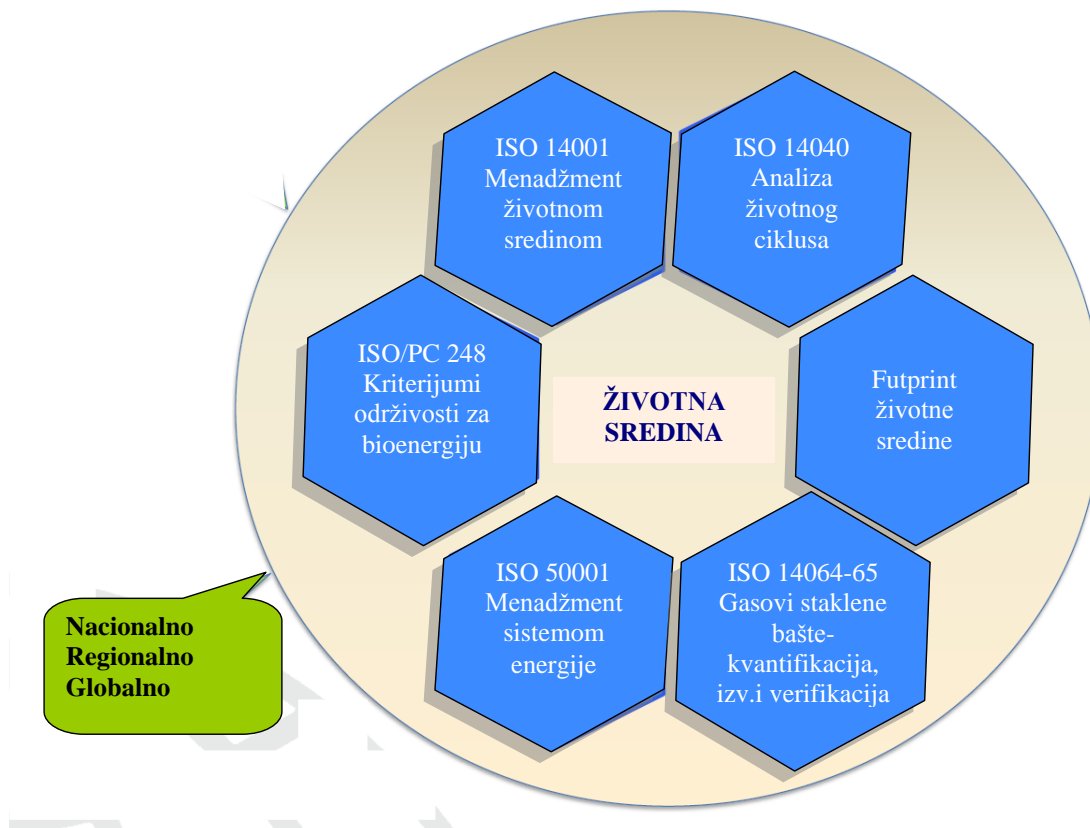 ISO 14001
Menadžment
životnom
sredinom
ISO 14040
Analiza
životnog
ciklusa
ISO/PC 248
Kriterijumi
održivosti za
bioenergiju
ŽIVOTNA
SREDINA
Futprint
životne
sredine
ISO 50001
Menadžment
sistemom
energije
ISO 14064-65
Gasovi staklene
bašte-
kvantifikacija,
izv.i verifikacija
Nacionalno
Regionalno
Globalno